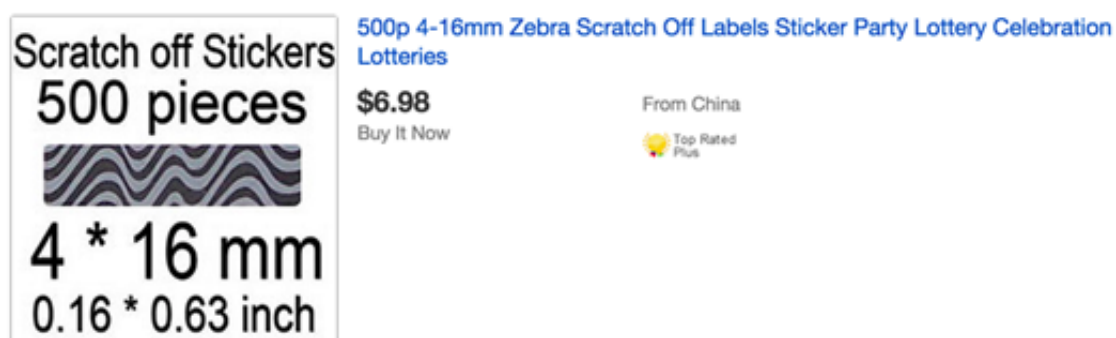 Scratch off Stickers
500 pieces
4 * 16 mm
0.16 * 0.63 inch
500p 4-16mm Zebra Scratch Off Labels Sticker Party Lottery Celebration
Lotteries
$6.98
Buy It Now
From China
Top Rated
Plus